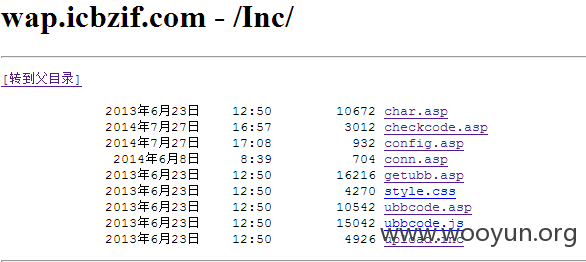 wap.icbzif.com - /Inc/
[转到父目录]
2013年6月23日 12:50 10672 char.asp
2014年7月27日 16:57 3012 checkcode.asp
2014年7月27日 17:08 932 config.asp
2014年6月8日 8:39 704 conn.asp
2013年6月23日 12:50 16216 getubb.asp
2013年6月23日 12:50 4270 style.css
2013年6月23日 12:50 10542 ubbcode.asp
2013年6月23日 12:50 15042 ubbcode.js
2013年6月23日 12:50 4926 upload.inc
www.wooyun.org